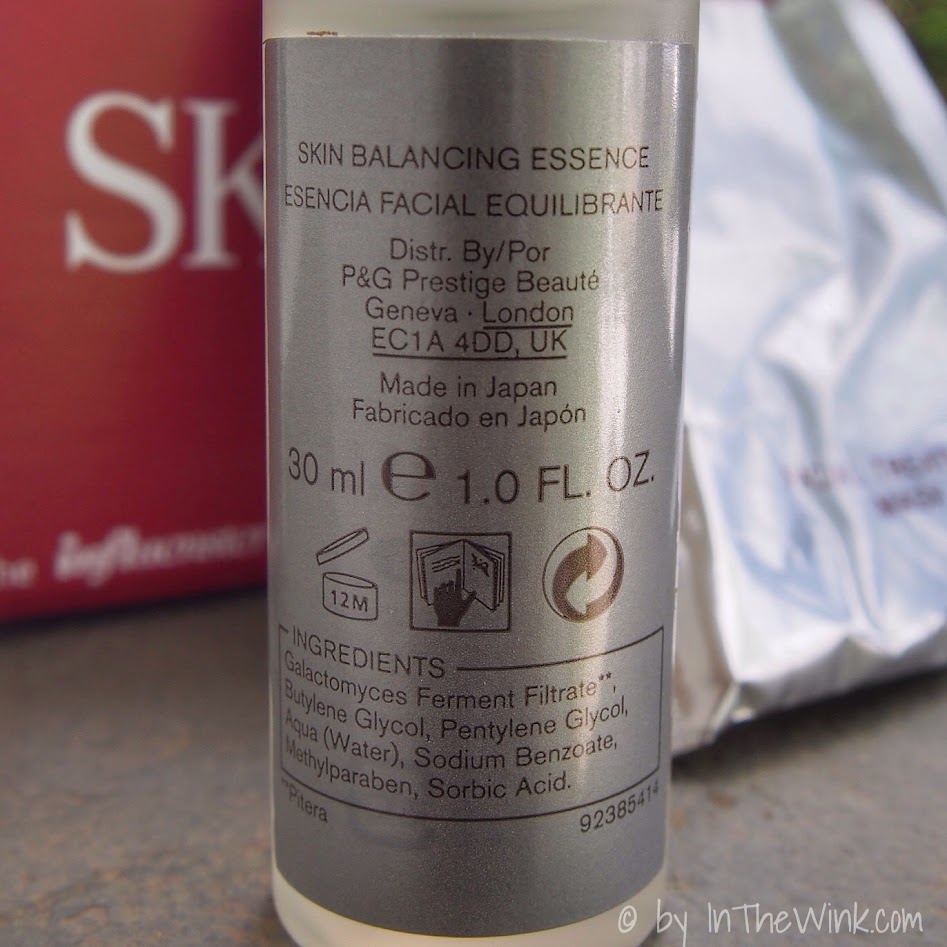 SK
SKIN BALANCING ESSENCE
ESENCIA FACIAL EQUILIBRANTE
Distr. By/Por
P&G Prestige Beauté
Geneva · London
EC1A 4DD, UK
Made in Japan
Fabricado en Japón
30 ml e 1.0 FL. OZ.
12M
INGREDIENTS
Galactomyces Ferment Filtrate**,
Butylene Glycol, Pentylene Glycol,
Aqua (Water), Sodium Benzoate,
Methylparaben, Sorbic Acid.
**Pitera
92385414
© by InTheWink.com